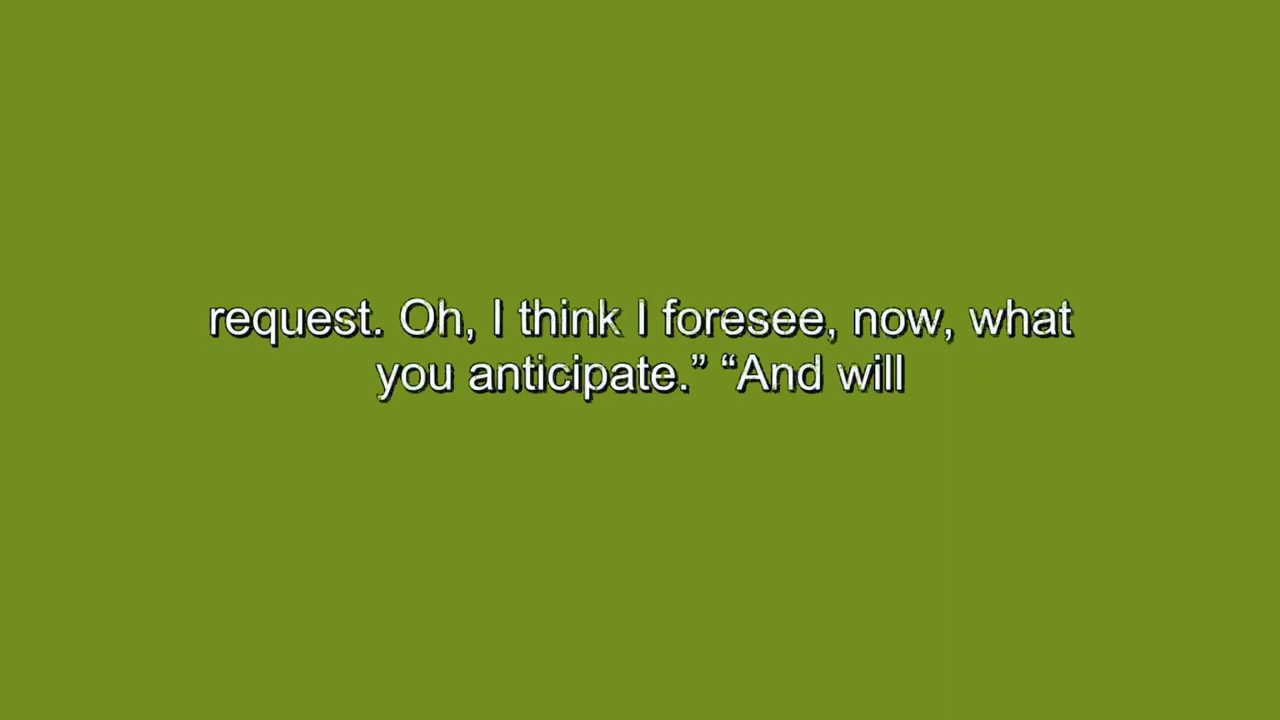 request. Oh, I think I foresee, now, what
you anticipate.” “And will